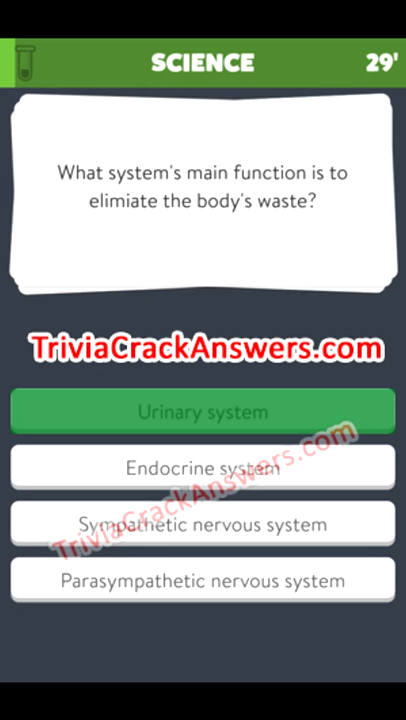 SCIENCE 29'
What system's main function is to
elimiate the body's waste?
TriviaCrackAnswers.com
Urinary system
Endocrine system
Sympathetic nervous system
Parasympathetic nervous system
TriviaCrackAnswers.com